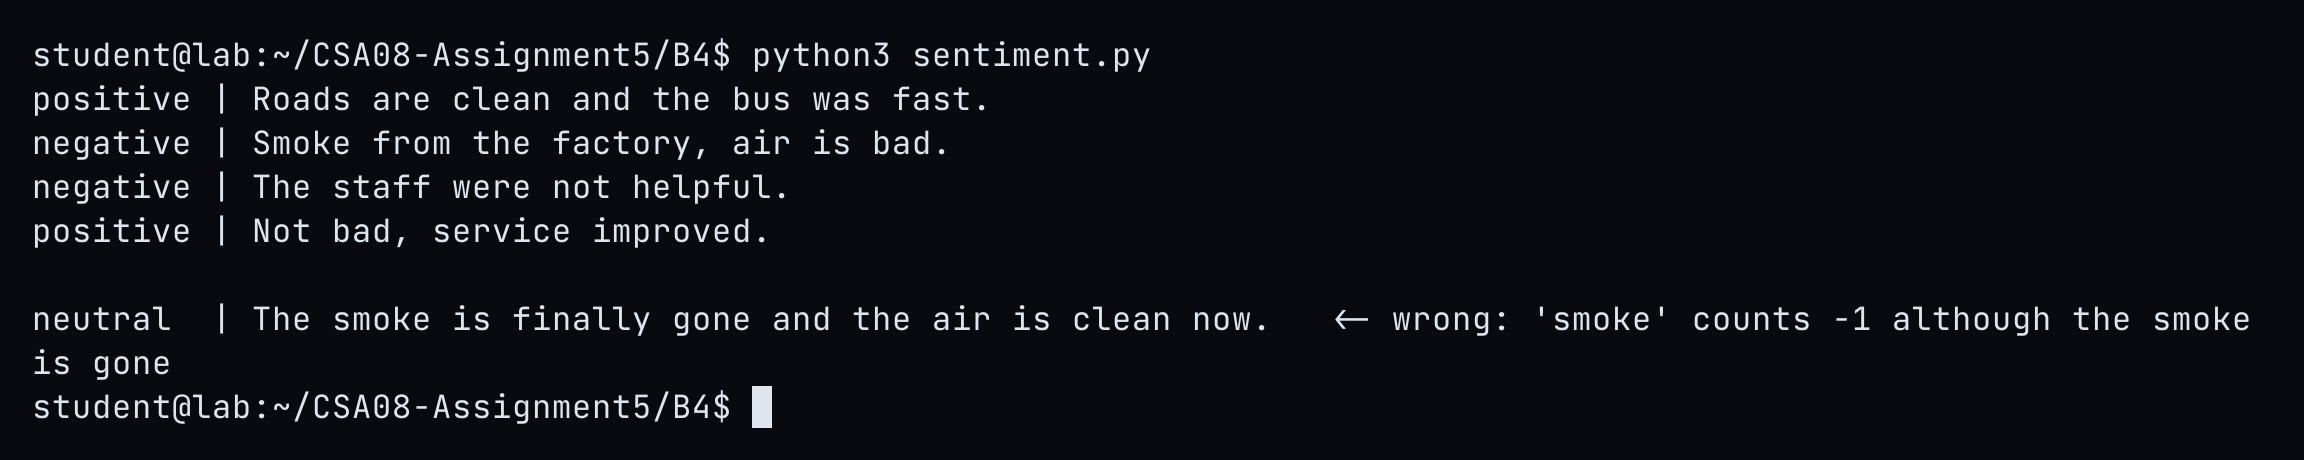 student@lab:~/CSA08-Assignment5/B4$ python3 sentiment.py
positive | Roads are clean and the bus was fast.
negative | Smoke from the factory, air is bad.
negative | The staff were not helpful.
positive | Not bad, service improved.
neutral  | The smoke is finally gone and the air is clean now.   <- wrong: 'smoke' counts -1 although the smoke
is gone
student@lab:~/CSA08-Assignment5/B4$